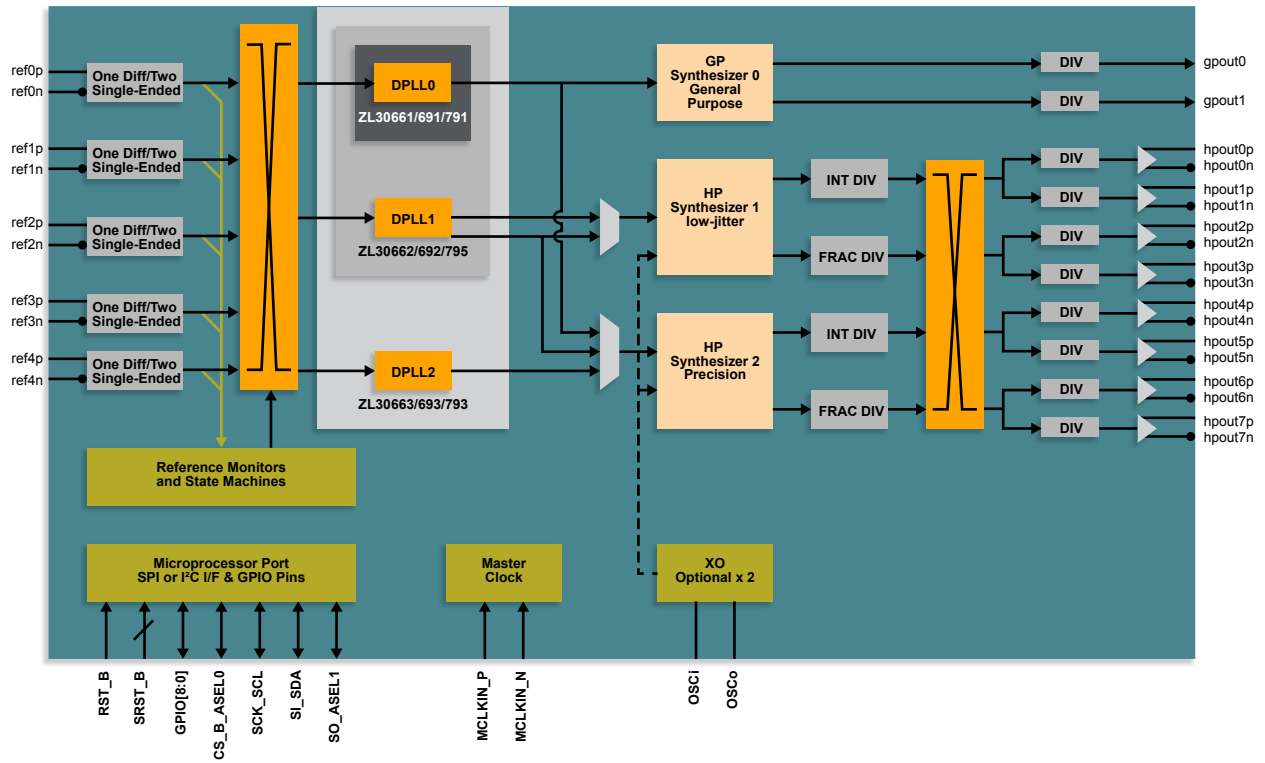 ref0p
ref0n
One Diff/Two
Single-Ended
ref1p
ref1n
One Diff/Two
Single-Ended
ref2p
ref2n
One Diff/Two
Single-Ended
ref3p
ref3n
One Diff/Two
Single-Ended
ref4p
ref4n
One Diff/Two
Single-Ended
DPLL0
ZL30661/691/791
DPLL1
ZL30662/692/795
DPLL2
ZL30663/693/793
GP
Synthesizer 0
General
Purpose
HP
Synthesizer 1
low-jitter
HP
Synthesizer 2
Precision
INT DIV
FRAC DIV
INT DIV
FRAC DIV
DIV
DIV
DIV
DIV
DIV
DIV
DIV
DIV
DIV
DIV
gpout0
gpout1
hpout0p
hpout0n
hpout1p
hpout1n
hpout2p
hpout2n
hpout3p
hpout3n
hpout4p
hpout4n
hpout5p
hpout5n
hpout6p
hpout6n
hpout7p
hpout7n
Reference Monitors
and State Machines
Microprocessor Port
SPI or I²C I/F & GPIO Pins
Master
Clock
XO
Optional x 2
RST_B
SRST_B
GPIO[8:0]
CS_B_ASEL0
SCK_SCL
SI_SDA
SO_ASEL1
MCLKIN_P
MCLKIN_N
OSCi
OSCo